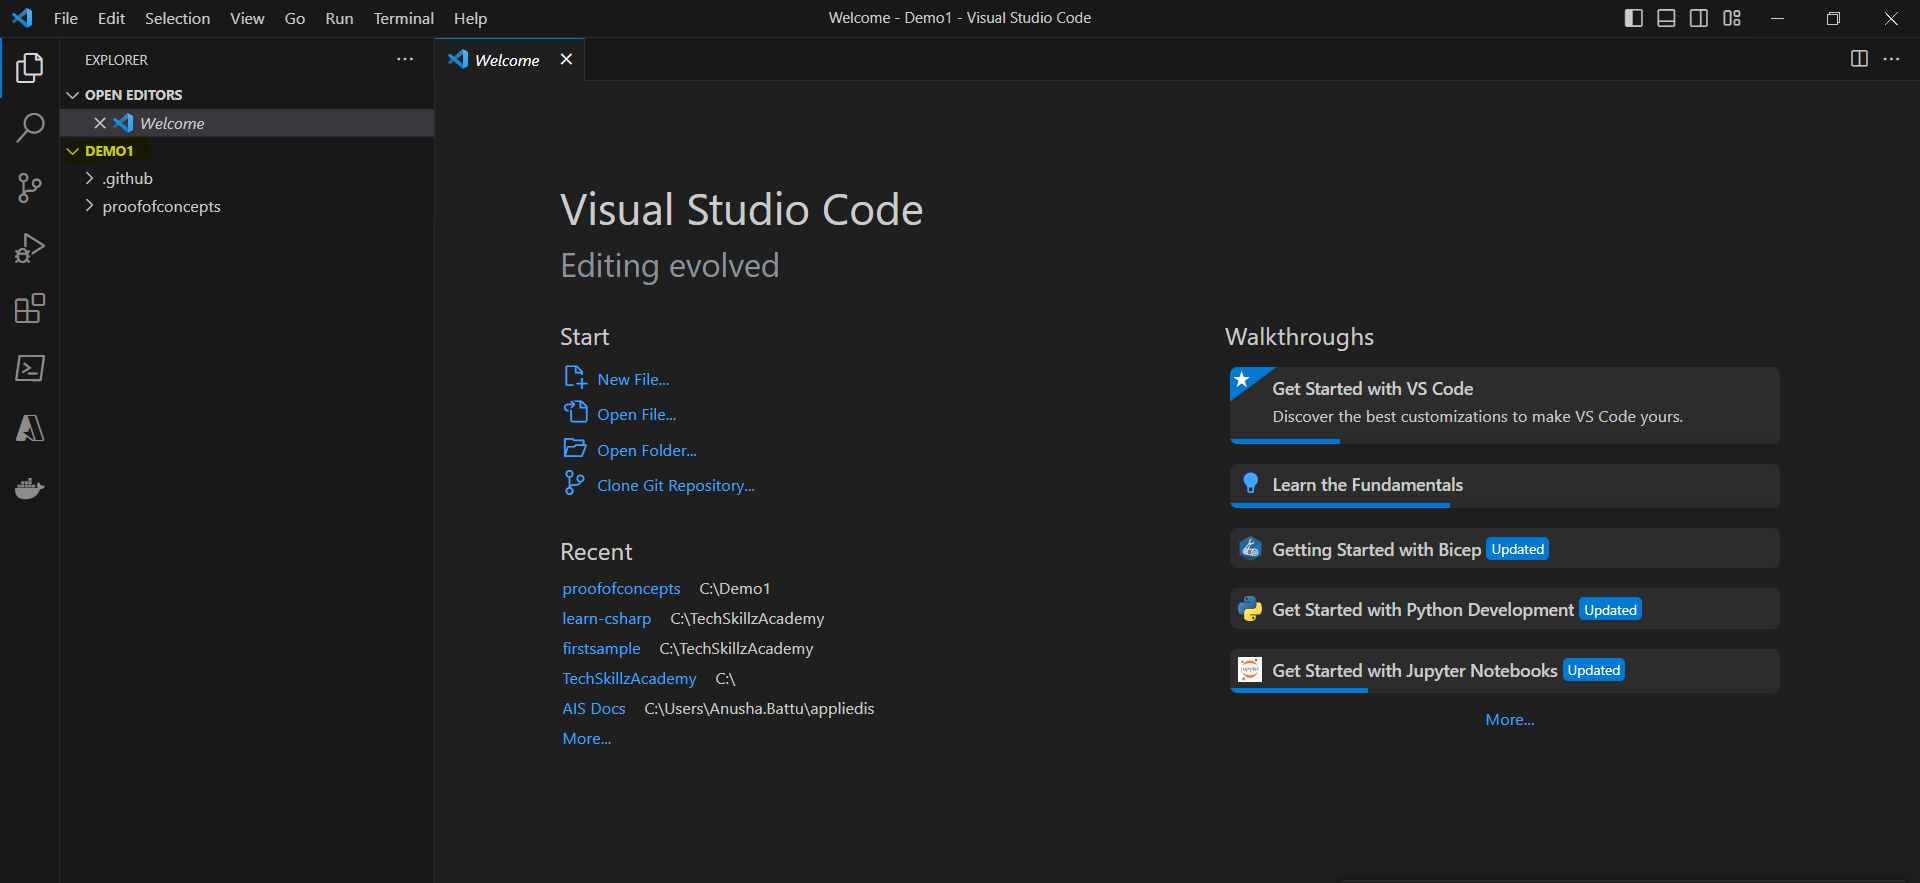 File Edit Selection View Go Run Terminal Help
Welcome - Demo1 - Visual Studio Code
EXPLORER
OPEN EDITORS
Welcome
DEMO1
.github
proofofconcepts
Welcome
Visual Studio Code
Editing evolved
Start
New File...
Open File...
Open Folder...
Clone Git Repository...
Recent
proofofconcepts C:\Demo1
learn-csharp C:\TechSkillzAcademy
firstsample C:\TechSkillzAcademy
TechSkillzAcademy C:\
AIS Docs C:\Users\Anusha.Battu\appliedis
More...
Walkthroughs
Get Started with VS Code
Discover the best customizations to make VS Code yours.
Learn the Fundamentals
Getting Started with Bicep Updated
Get Started with Python Development Updated
jupyter
Get Started with Jupyter Notebooks Updated
More...